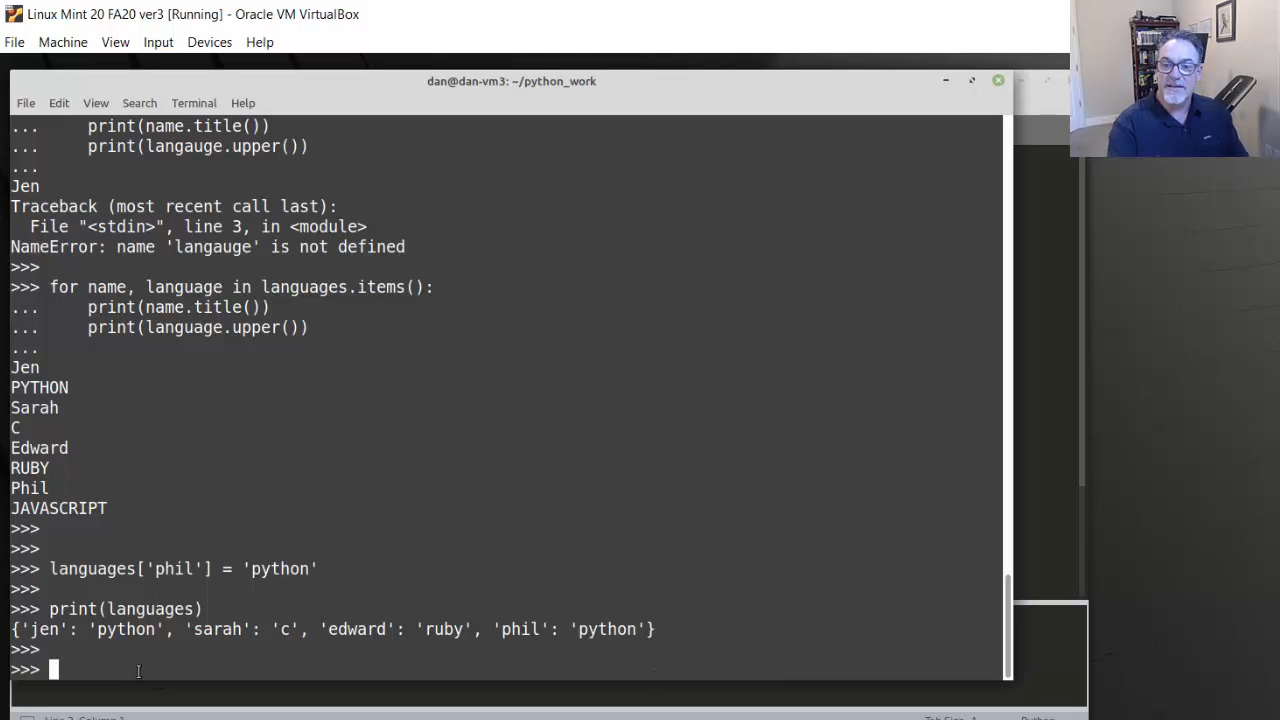 Linux Mint 20 FA20 ver3 [Running] - Oracle VM VirtualBox
File Machine View Input Devices Help
dan@dan-vm3: ~/python_work
File Edit View Search Terminal Help
...     print(name.title())
...     print(langauge.upper())
...
Jen
Traceback (most recent call last):
  File "<stdin>", line 3, in <module>
NameError: name 'langauge' is not defined
>>>
>>> for name, language in languages.items():
...     print(name.title())
...     print(language.upper())
...
Jen
PYTHON
Sarah
C
Edward
RUBY
Phil
JAVASCRIPT
>>>
>>>
>>> languages['phil'] = 'python'
>>>
>>> print(languages)
{'jen': 'python', 'sarah': 'c', 'edward': 'ruby', 'phil': 'python'}
>>>
>>>